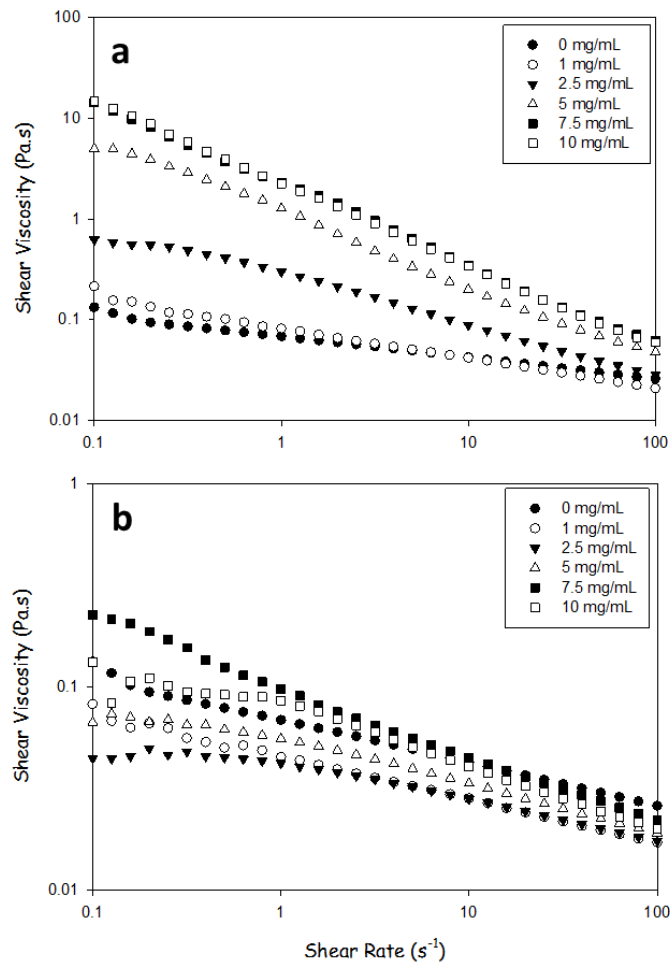 a
100
10
1
0.1
0.01
Shear Viscosity (Pa.s)
0 mg/mL
1 mg/mL
2.5 mg/mL
5 mg/mL
7.5 mg/mL
10 mg/mL
0.1
1
10
100
b
1
0.1
0.01
Shear Viscosity (Pa.s)
0 mg/mL
1 mg/mL
2.5 mg/mL
5 mg/mL
7.5 mg/mL
10 mg/mL
0.1
1
10
100
Shear Rate (s⁻¹)